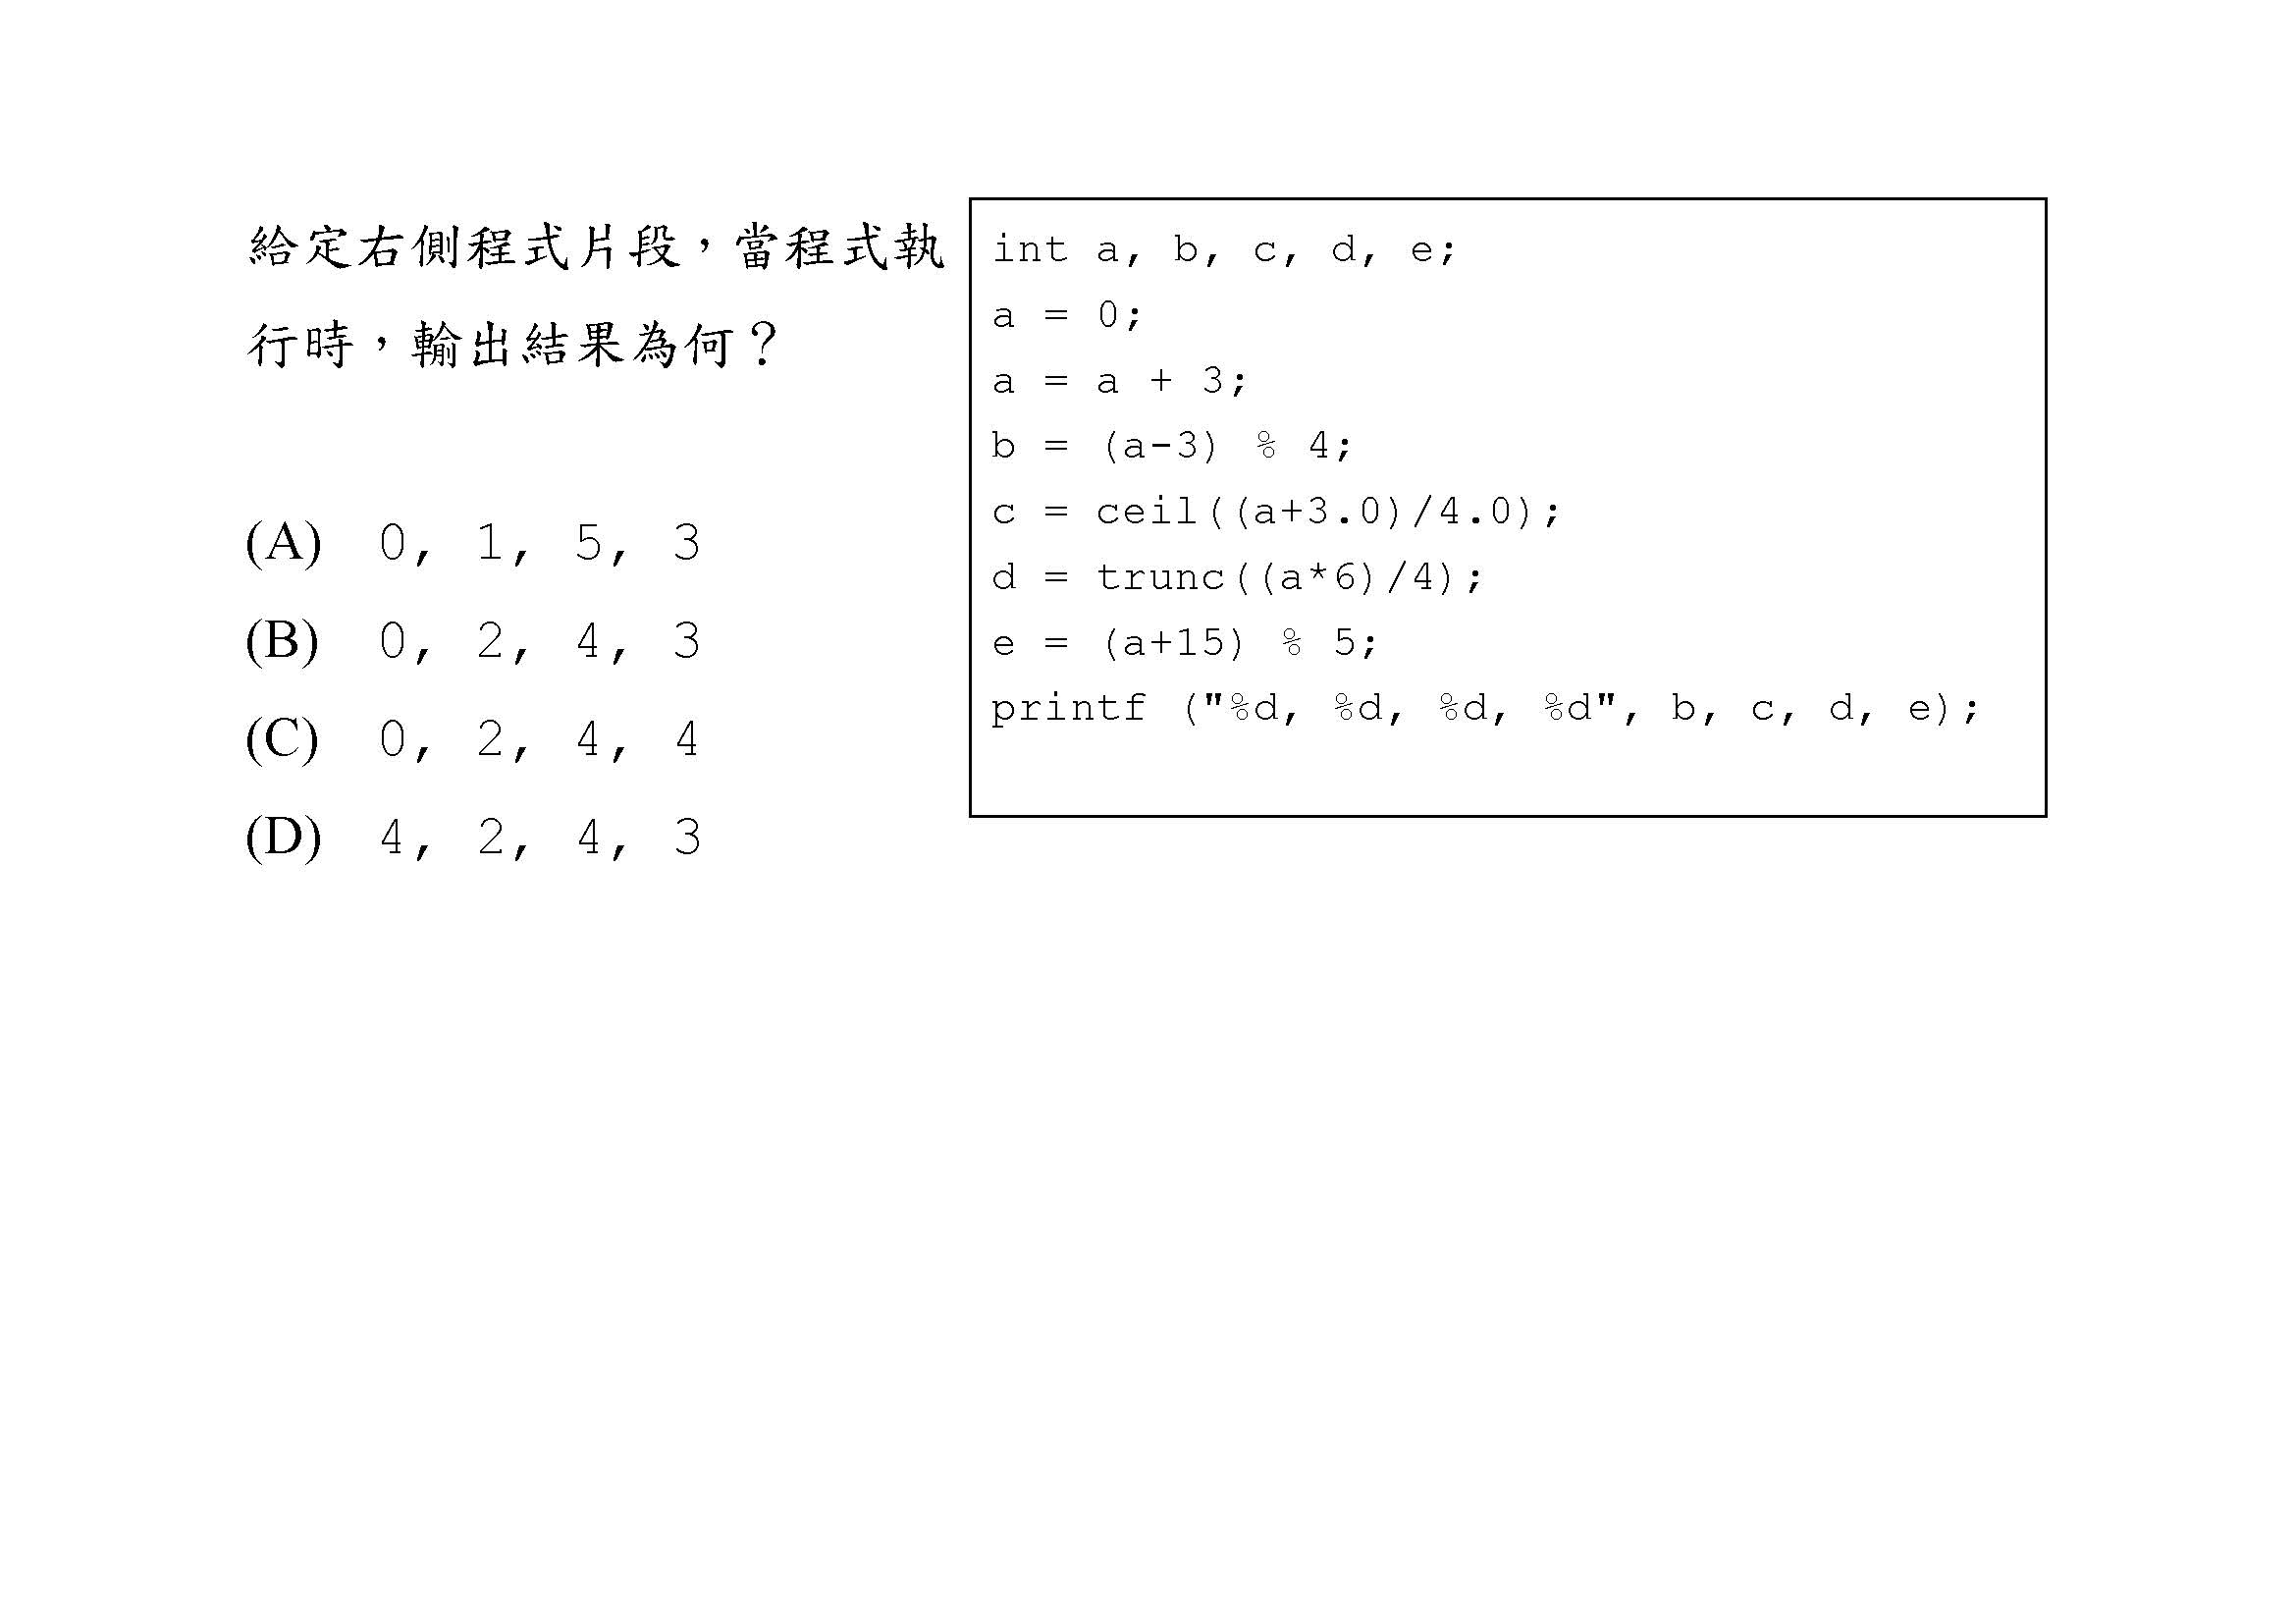 給定右側程式片段，當程式執
行時，輸出結果為何？
(A) 0, 1, 5, 3
(B) 0, 2, 4, 3
(C) 0, 2, 4, 4
(D) 4, 2, 4, 3
int a, b, c, d, e;
a = 0;
a = a + 3;
b = (a-3) % 4;
c = ceil((a+3.0)/4.0);
d = trunc((a*6)/4);
e = (a+15) % 5;
printf ("%d, %d, %d, %d", b, c, d, e);